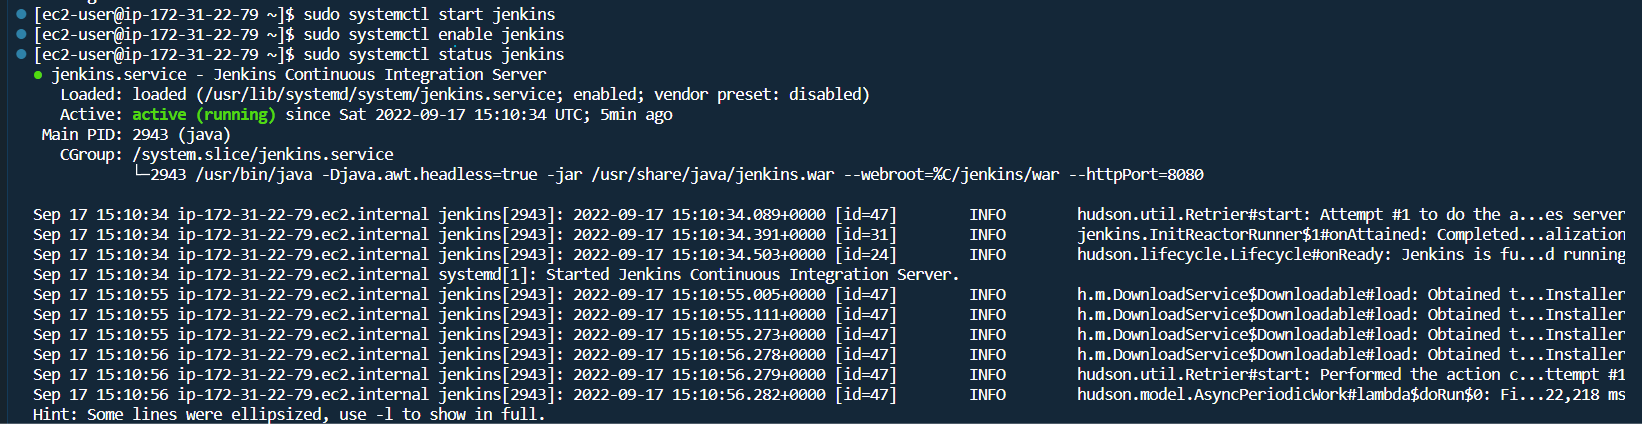 [ec2-user@ip-172-31-22-79 ~]$ sudo systemctl start jenkins
[ec2-user@ip-172-31-22-79 ~]$ sudo systemctl enable jenkins
[ec2-user@ip-172-31-22-79 ~]$ sudo systemctl status jenkins
● jenkins.service - Jenkins Continuous Integration Server
Loaded: loaded (/usr/lib/systemd/system/jenkins.service; enabled; vendor preset: disabled)
Active: active (running) since Sat 2022-09-17 15:10:34 UTC; 5min ago
Main PID: 2943 (java)
CGroup: /system.slice/jenkins.service
└─2943 /usr/bin/java -Djava.awt.headless=true -jar /usr/share/java/jenkins.war --webroot=%C/jenkins/war --httpPort=8080
Sep 17 15:10:34 ip-172-31-22-79.ec2.internal jenkins[2943]: 2022-09-17 15:10:34.089+0000 [id=47] INFO hudson.util.Retrier#start: Attempt #1 to do the a...es server
Sep 17 15:10:34 ip-172-31-22-79.ec2.internal jenkins[2943]: 2022-09-17 15:10:34.391+0000 [id=31] INFO jenkins.InitReactorRunner$1#onAttained: Completed...alization
Sep 17 15:10:34 ip-172-31-22-79.ec2.internal jenkins[2943]: 2022-09-17 15:10:34.503+0000 [id=24] INFO hudson.lifecycle.Lifecycle#onReady: Jenkins is fu...d running
Sep 17 15:10:34 ip-172-31-22-79.ec2.internal systemd[1]: Started Jenkins Continuous Integration Server.
Sep 17 15:10:55 ip-172-31-22-79.ec2.internal jenkins[2943]: 2022-09-17 15:10:55.005+0000 [id=47] INFO h.m.DownloadService$Downloadable#load: Obtained t...Installer
Sep 17 15:10:55 ip-172-31-22-79.ec2.internal jenkins[2943]: 2022-09-17 15:10:55.111+0000 [id=47] INFO h.m.DownloadService$Downloadable#load: Obtained t...Installer
Sep 17 15:10:55 ip-172-31-22-79.ec2.internal jenkins[2943]: 2022-09-17 15:10:55.273+0000 [id=47] INFO h.m.DownloadService$Downloadable#load: Obtained t...Installer
Sep 17 15:10:56 ip-172-31-22-79.ec2.internal jenkins[2943]: 2022-09-17 15:10:56.278+0000 [id=47] INFO h.m.DownloadService$Downloadable#load: Obtained t...Installer
Sep 17 15:10:56 ip-172-31-22-79.ec2.internal jenkins[2943]: 2022-09-17 15:10:56.279+0000 [id=47] INFO hudson.util.Retrier#start: Performed the action c...ttempt #1
Sep 17 15:10:56 ip-172-31-22-79.ec2.internal jenkins[2943]: 2022-09-17 15:10:56.282+0000 [id=47] INFO hudson.model.AsyncPeriodicWork#lambda$doRun$0: Fi...22,218 ms
Hint: Some lines were ellipsized, use -l to show in full.